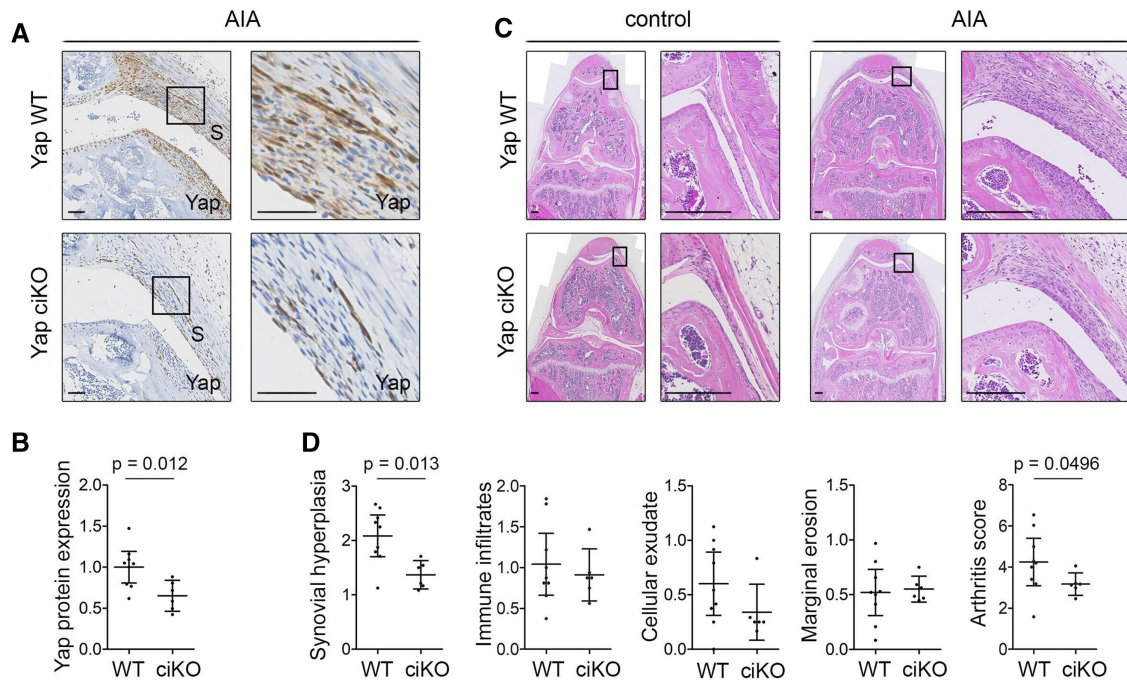 A
AIA
Yap WT
S
Yap
Yap
Yap ciKO
S
Yap
Yap
C
control
AIA
Yap WT
Yap ciKO
B
p = 0.012
Yap protein expression
2.0
1.5
1.0
0.5
0.0
WT ciKO
D
p = 0.013
Synovial hyperplasia
3
2
1
0
WT ciKO
Immune infiltrates
2.0
1.5
1.0
0.5
0.0
WT ciKO
Cellular exudate
1.5
1.0
0.5
0.0
WT ciKO
Marginal erosion
1.5
1.0
0.5
0.0
WT ciKO
p = 0.0496
Arthritis score
8
6
4
2
0
WT ciKO